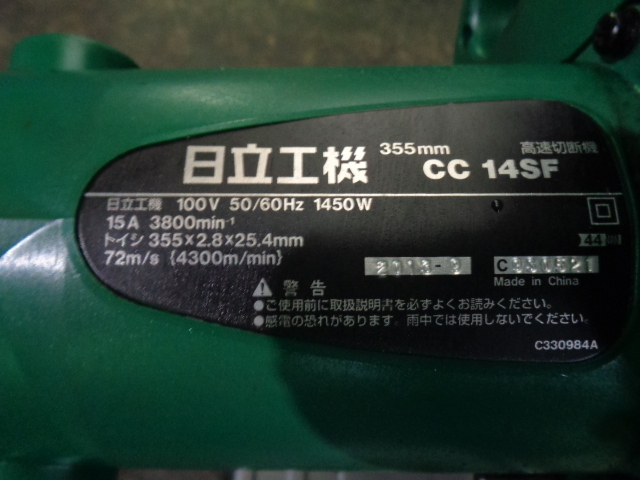 355mm 高速切断機
日立工機 CC 14SF
日立工機 100V 50/60Hz 1450W
15A 3800min⁻¹
トイシ 355×2.8×25.4mm
44
72m/s {4300m/min}
Made in China
警告
●ご使用前に取扱説明書を必ずよくお読みください。
●感電の恐れがあります。雨中では使用しないでください。
C330984A